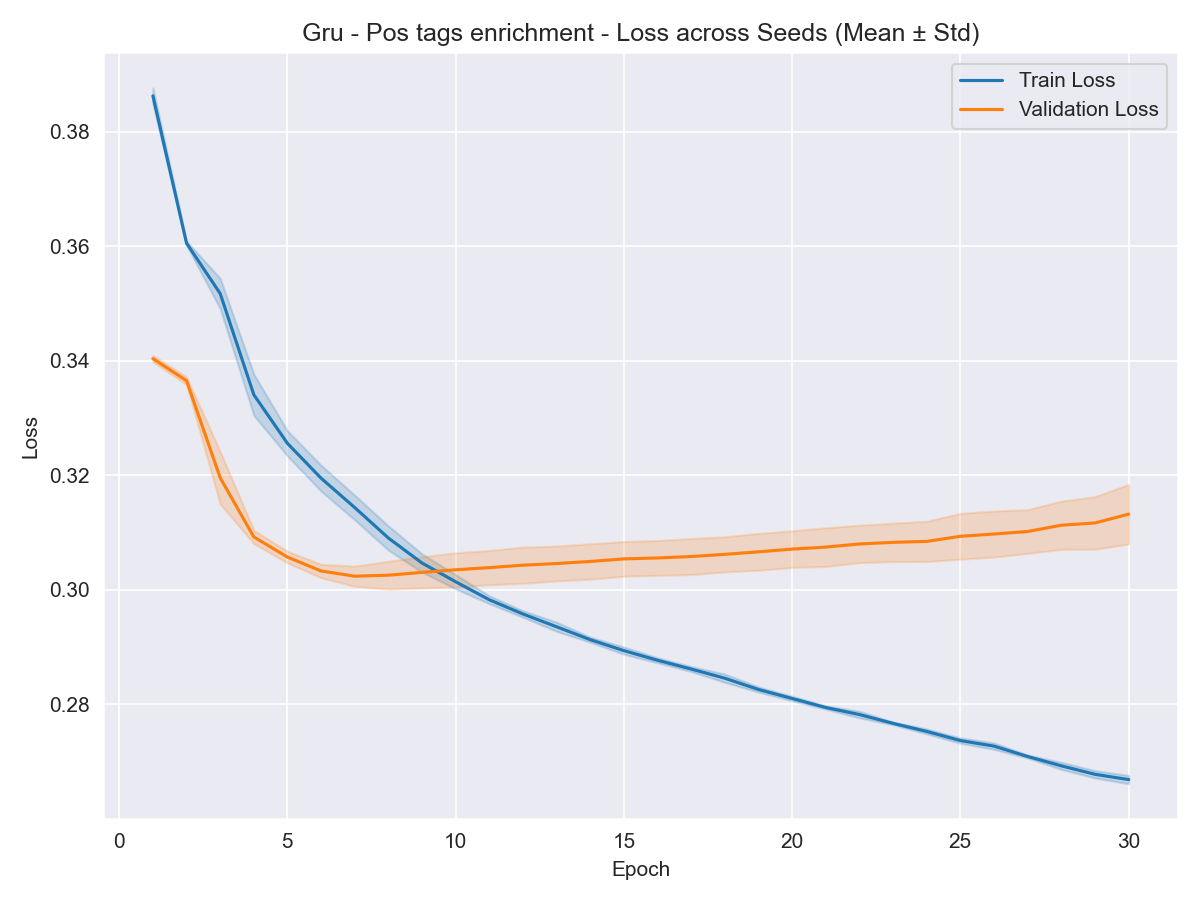 Gru - Pos tags enrichment - Loss across Seeds (Mean ± Std)
Train Loss
Validation Loss
0.38
0.36
0.34
0.32
0.30
0.28
Loss
0 5 10 15 20 25 30
Epoch